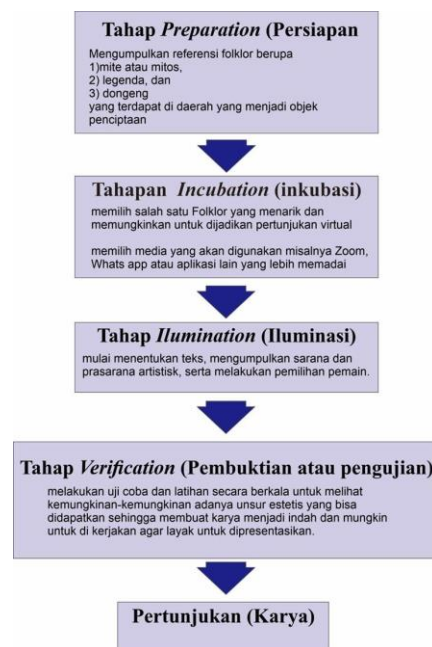 Tahap Preparation (Persiapan
Mengumpulkan referensi folklor berupa
1)mite atau mitos,
2) legenda, dan
3) dongeng
yang terdapat di daerah yang menjadi objek
penciptaan
Tahapan Incubation (inkubasi)
memilih salah satu Folklor yang menarik dan
memungkinkan untuk dijadikan pertunjukan virtual
memilih media yang akan digunakan misalnya Zoom,
Whats app atau aplikasi lain yang lebih memadai
Tahap Ilumination (Iluminasi)
mulai menentukan teks, mengumpulkan sarana dan
prasarana artistisk, serta melakukan pemilihan pemain.
Tahap Verification (Pembuktian atau pengujian)
melakukan uji coba dan latihan secara berkala untuk melihat
kemungkinan-kemungkinan adanya unsur estetis yang bisa
didapatkan sehingga membuat karya menjadi indah dan mungkin
untuk di kerjakan agar layak untuk dipresentasikan.
Pertunjukan (Karya)